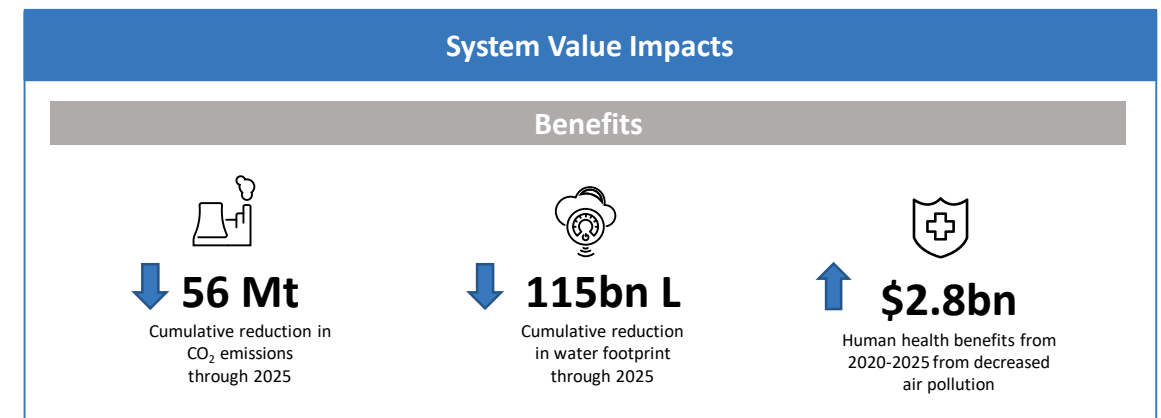 System Value Impacts
Benefits
56 Mt
Cumulative reduction in
CO₂ emissions
through 2025
115bn L
Cumulative reduction
in water footprint
through 2025
$2.8bn
Human health benefits from
2020-2025 from decreased
air pollution